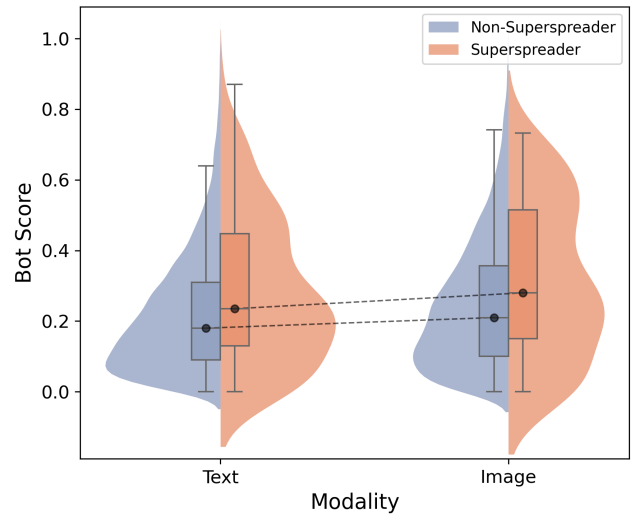 Non-Superspreader
Superspreader
Bot Score
1.0
0.8
0.6
0.4
0.2
0.0
Text
Image
Modality